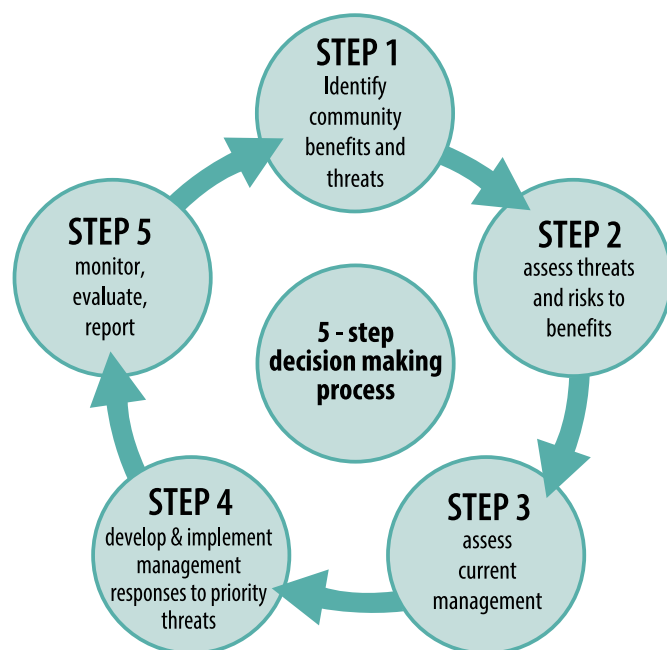 STEP 1
Identify
community
benefits and
threats
STEP 2
assess threats
and risks to
benefits
STEP 3
assess
current
management
STEP 4
develop & implement
management
responses to priority
threats
STEP 5
monitor,
evaluate,
report
5 - step
decision making
process